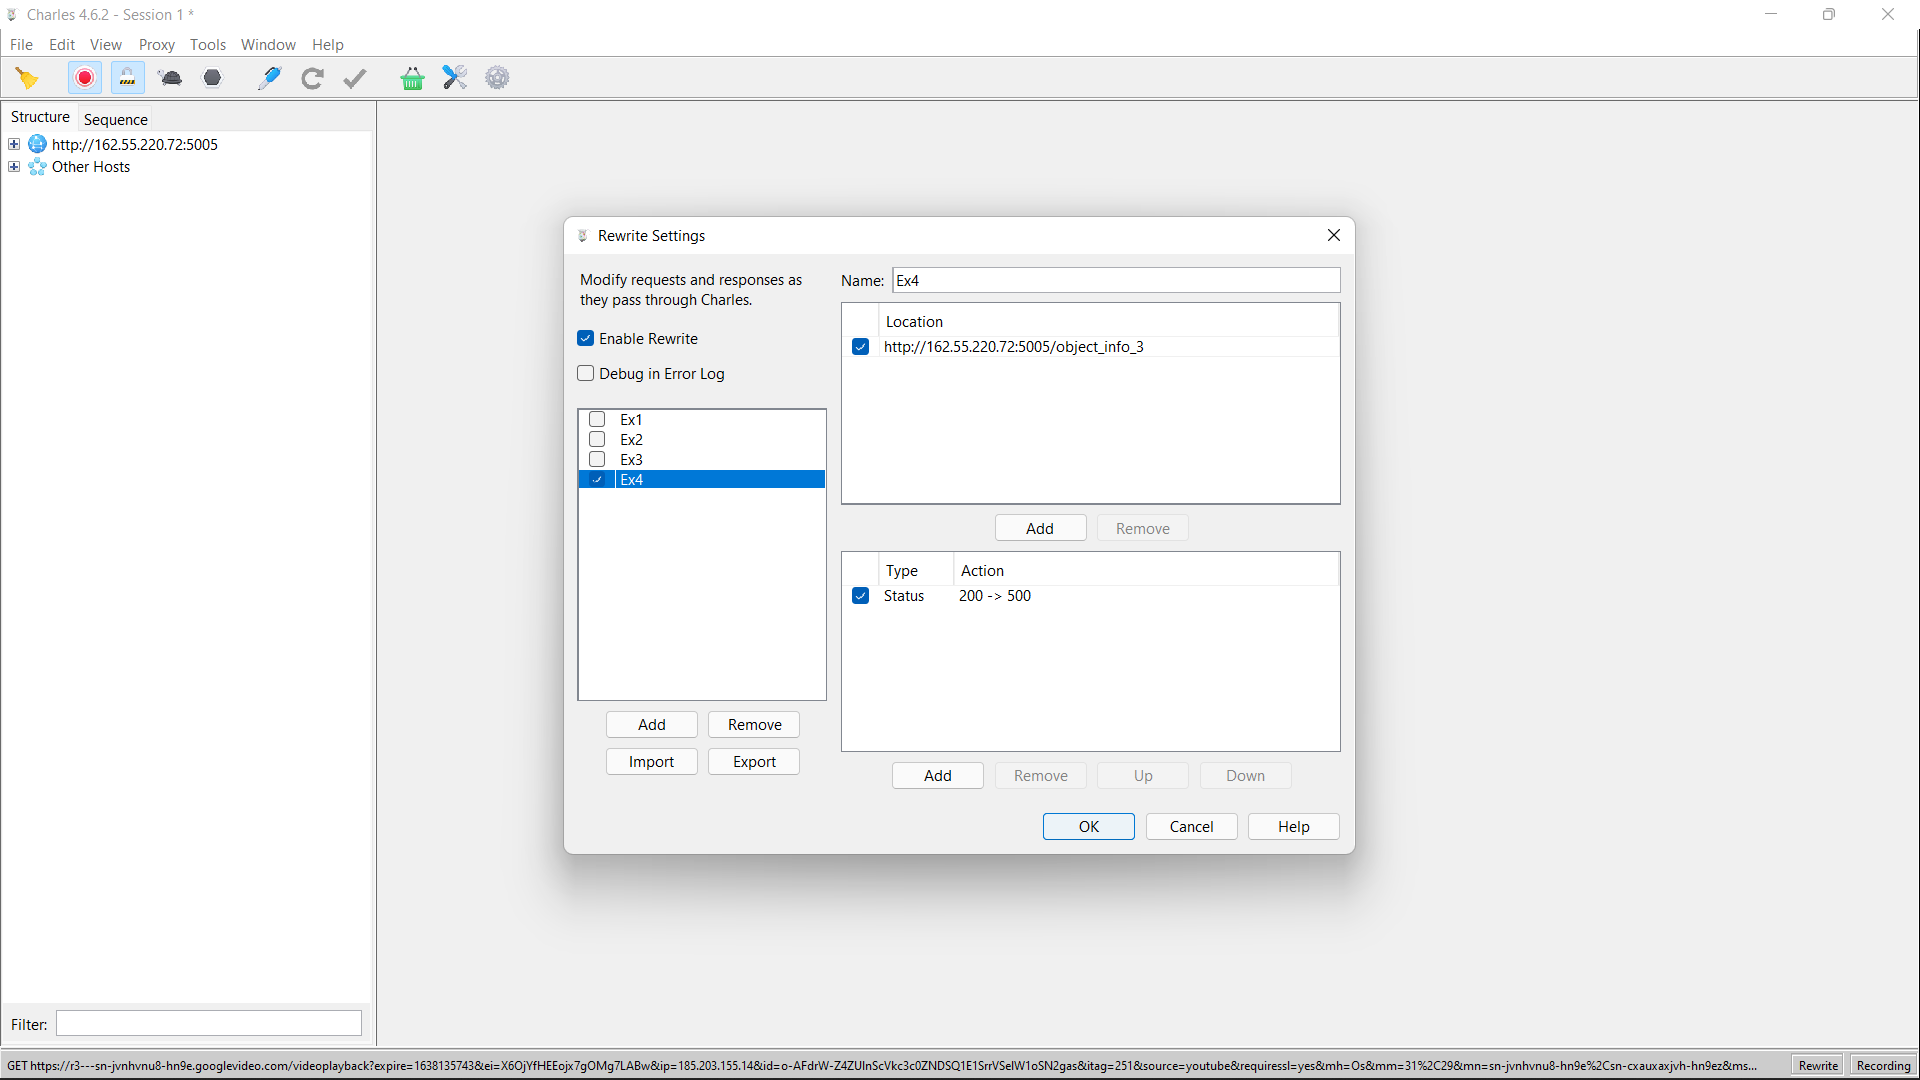 Charles 4.6.2 - Session 1 *
File Edit View Proxy Tools Window Help
Structure Sequence
http://162.55.220.72:5005
Other Hosts
Rewrite Settings
Modify requests and responses as
they pass through Charles.
Enable Rewrite
Debug in Error Log
Ex1
Ex2
Ex3
Ex4
Add Remove
Import Export
Name: Ex4
Location
http://162.55.220.72:5005/object_info_3
Add Remove
Type Action
Status 200 -> 500
Add Remove Up Down
OK Cancel Help
Filter:
GET https://r3---sn-jvnhvnu8-hn9e.googlevideo.com/videoplayback?expire=1638135743&ei=X6OjYfHEEojx7gOMg7LABw&ip=185.203.155.14&id=o-AFdrW-Z4ZUlnScVkc3c0ZNDSQ1E1SrrVSelW1oSN2gas&itag=251&source=youtube&requiressl=yes&mh=Os&mm=31%2C29&mn=sn-jvnhvnu8-hn9e%2Csn-cxauxaxjvh-hn9ez&ms...
Rewrite Recording